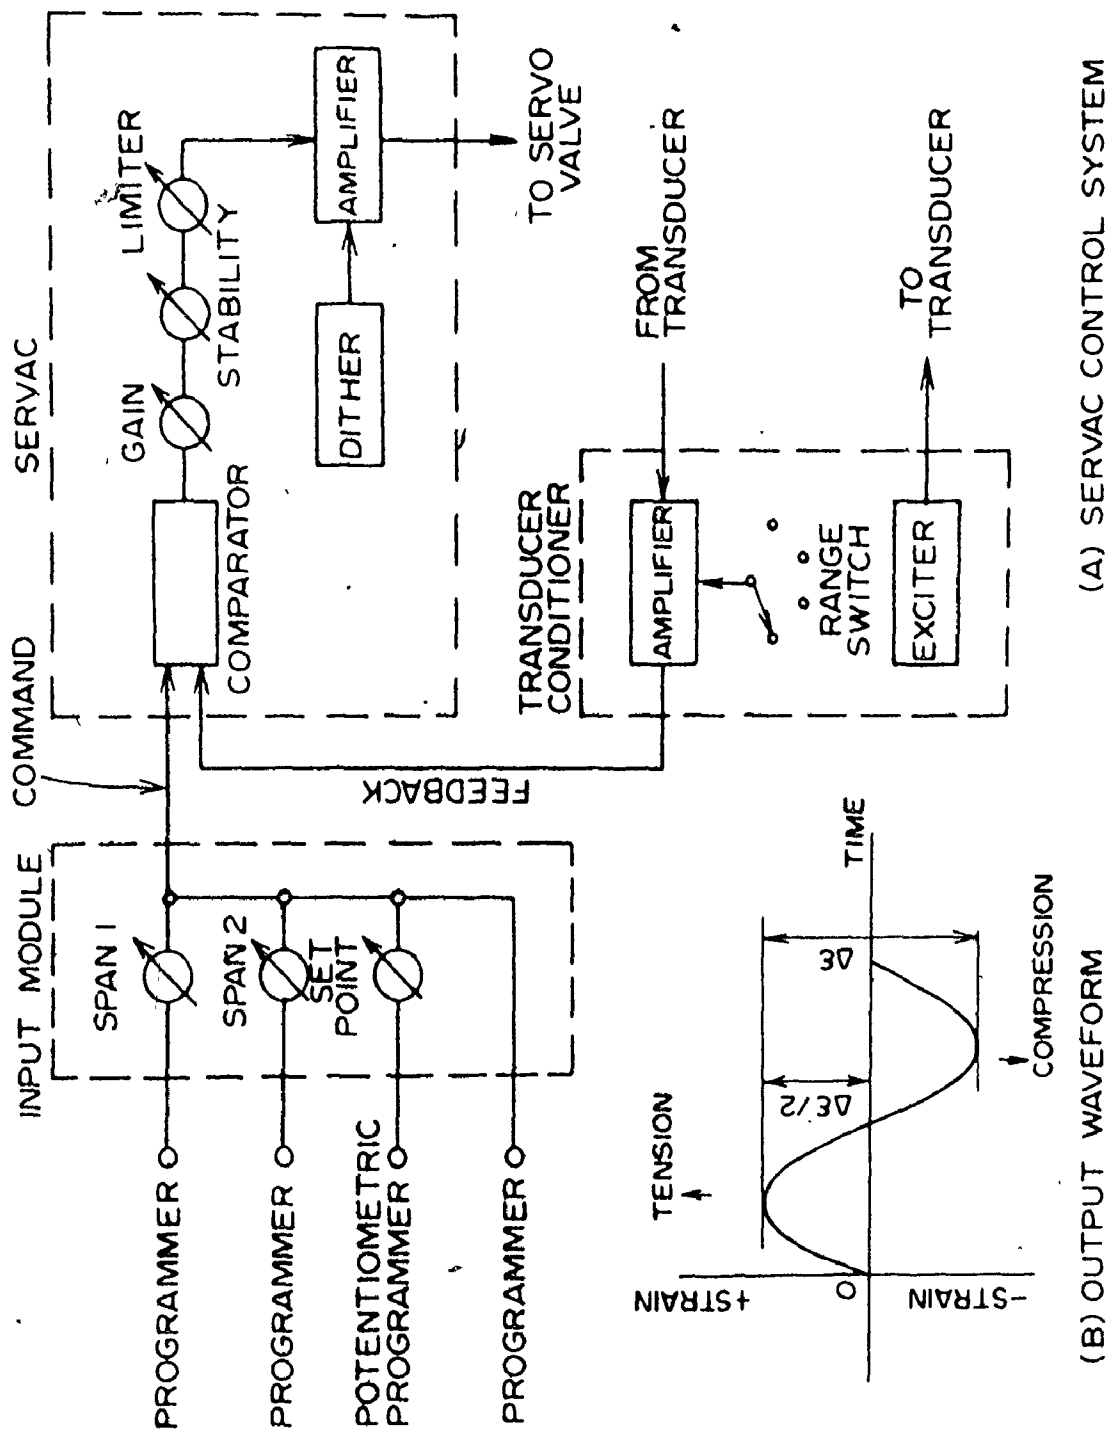 SERVAC
INPUT MODULE
COMMAND
PROGRAMMER
SPAN 1
PROGRAMMER
SPAN 2
POTENTIOMETRIC
PROGRAMMER
SET
POINT
PROGRAMMER
COMPARATOR
GAIN
STABILITY
LIMITER
DITHER
AMPLIFIER
TO SERVO
VALVE
FEEDBACK
TRANSDUCER
CONDITIONER
AMPLIFIER
RANGE
SWITCH
EXCITER
FROM
TRANSDUCER
TO
TRANSDUCER
(A) SERVAC CONTROL SYSTEM
+STRAIN
-STRAIN
O
TENSION
Δε/2
Δε
TIME
COMPRESSION
(B) OUTPUT WAVEFORM